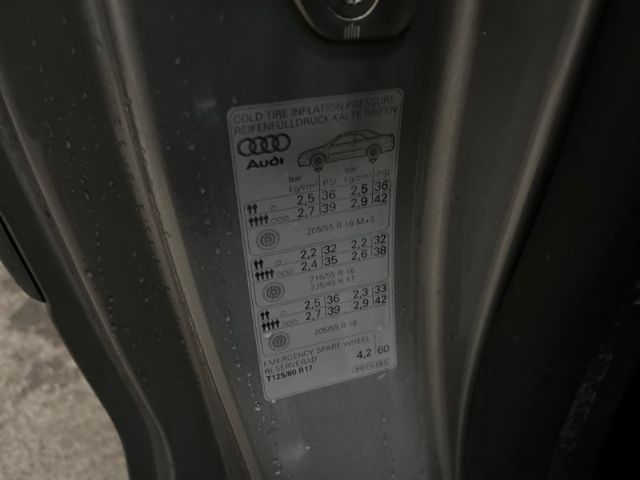 COLD TIRE INFLATION PRESSURE
REIFENFÜLLDRUCK KALTE REIFEN
Audi
bar PSI bar PSI
kg/cm² kg/cm²
2,5 36 2,5 36
2,7 39 2,9 42
205/55 R 16 M+S
2,2 32 2,2 32
2,4 35 2,6 38
215/55 R 16
235/45 R 17
2,5 36 2,3 33
2,7 39 2,9 42
205/55 R 16
EMERGENCY SPARE WHEEL
RESERVERAD 4,2 60
T125/80 R17